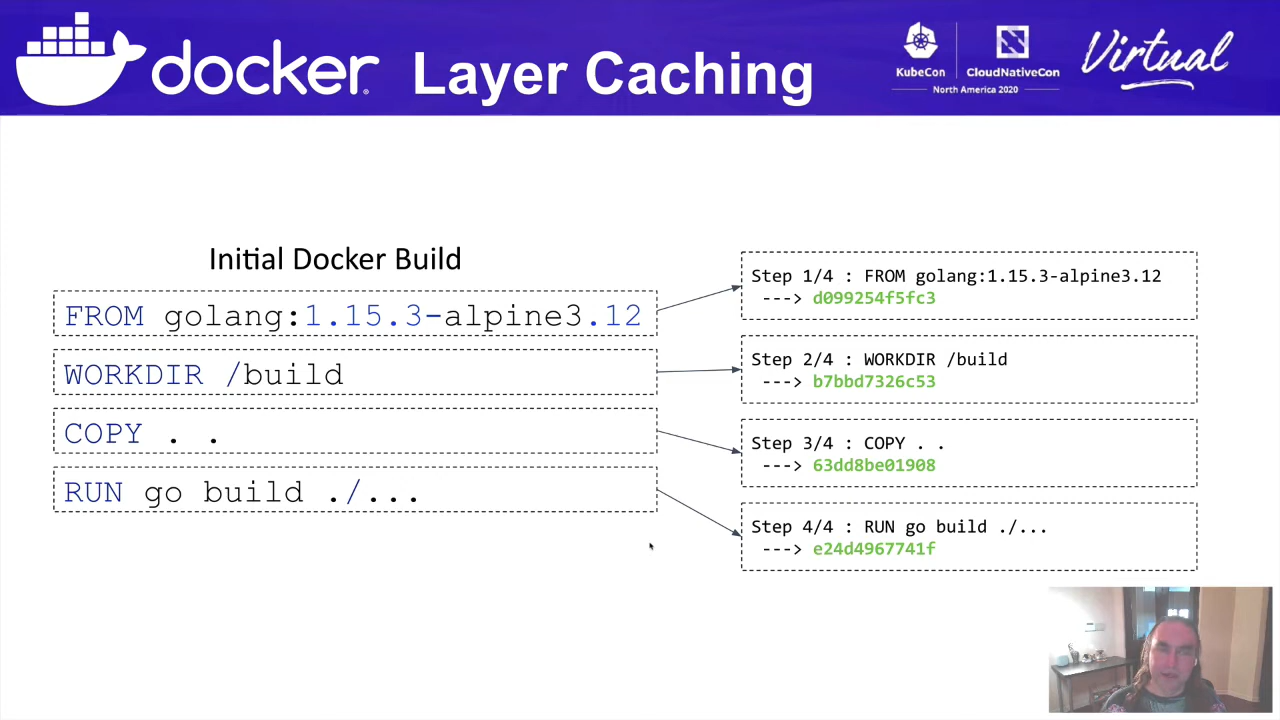 docker Layer Caching
KubeCon CloudNativeCon
North America 2020
Virtual
Initial Docker Build
FROM golang:1.15.3-alpine3.12
WORKDIR /build
COPY . .
RUN go build ./...
Step 1/4 : FROM golang:1.15.3-alpine3.12
---> d099254f5fc3
Step 2/4 : WORKDIR /build
---> b7bbd7326c53
Step 3/4 : COPY . .
---> 63dd8be01908
Step 4/4 : RUN go build ./...
---> e24d4967741f